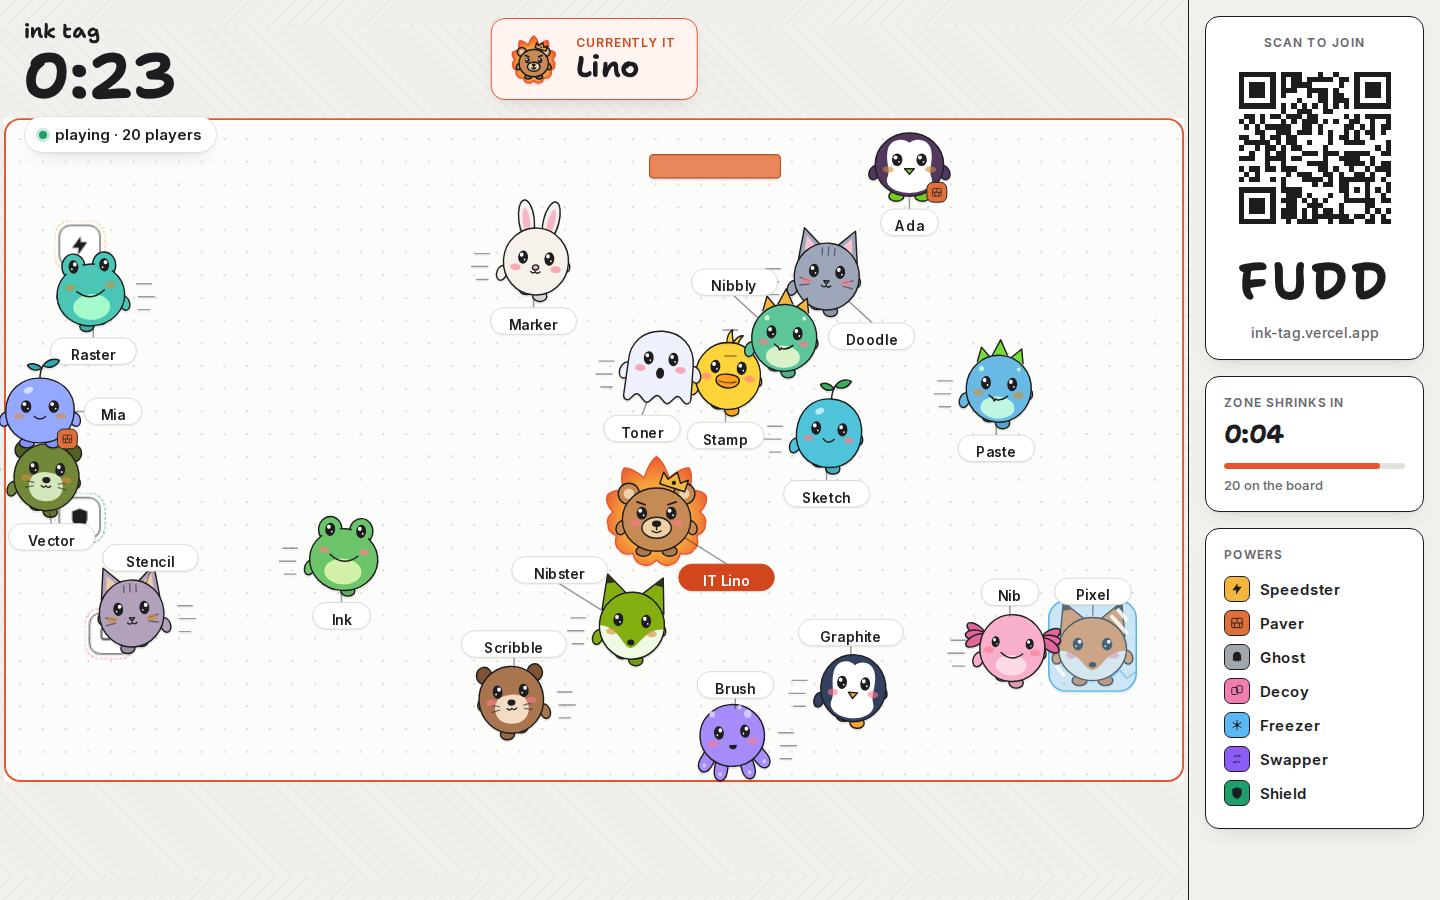 ink tag
0:23
CURRENTLY IT
Lino
playing · 20 players
Ada
Nibbly
Marker
Doodle
Raster
Mia
Toner
Stamp
Paste
Sketch
Vector
Stencil
Nibster
IT Lino
Ink
Nib
Pixel
Graphite
Scribble
Brush
SCAN TO JOIN
FUDD
ink-tag.vercel.app
ZONE SHRINKS IN
0:04
20 on the board
POWERS
Speedster
Paver
Ghost
Decoy
Freezer
Swapper
Shield